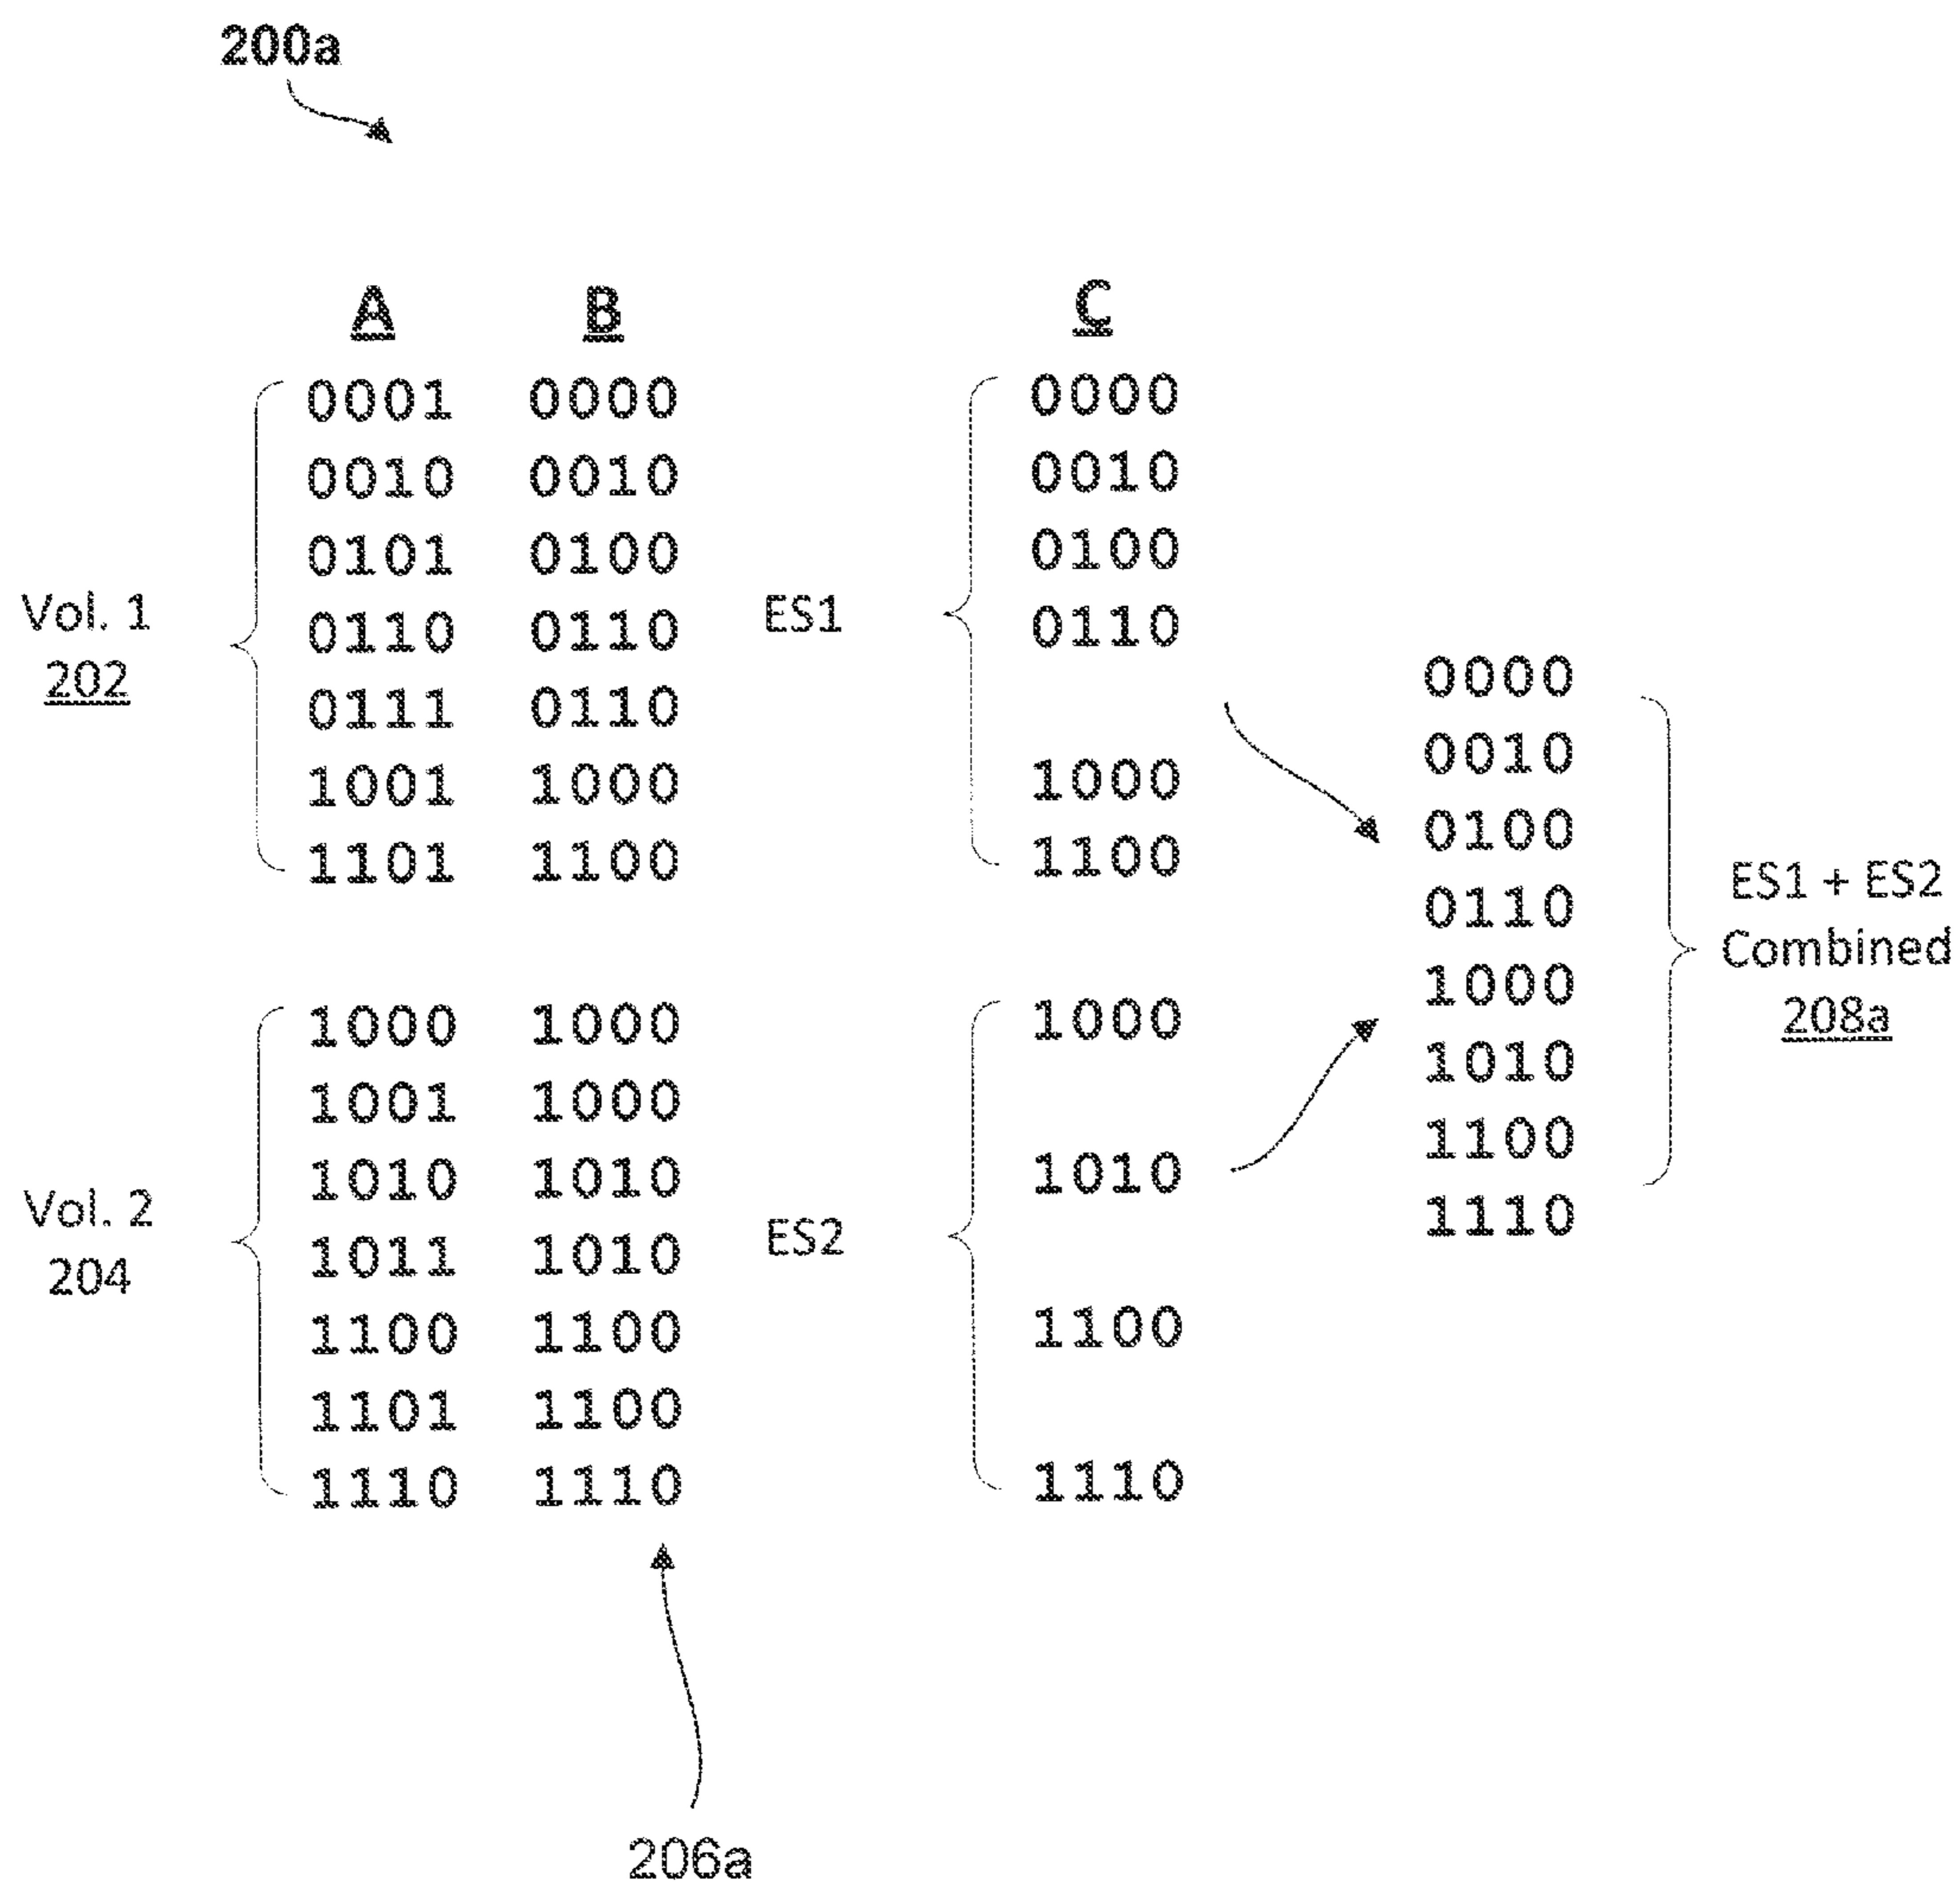 200a
A B C
0001 0000 0000
0010 0010 0010
0101 0100 0100
Vol. 1
202
0110 0110 ES1 0110
0111 0110
1001 1000 1000
1101 1100 1100
0000
0010
0100
0110
1000
1010
1100
1110
ES1 + ES2
Combined
208a
1000 1000 1000
1001 1000
1010 1010 1010
Vol. 2
204
1011 1010 ES2
1100 1100 1100
1101 1100
1110 1110 1110
206a